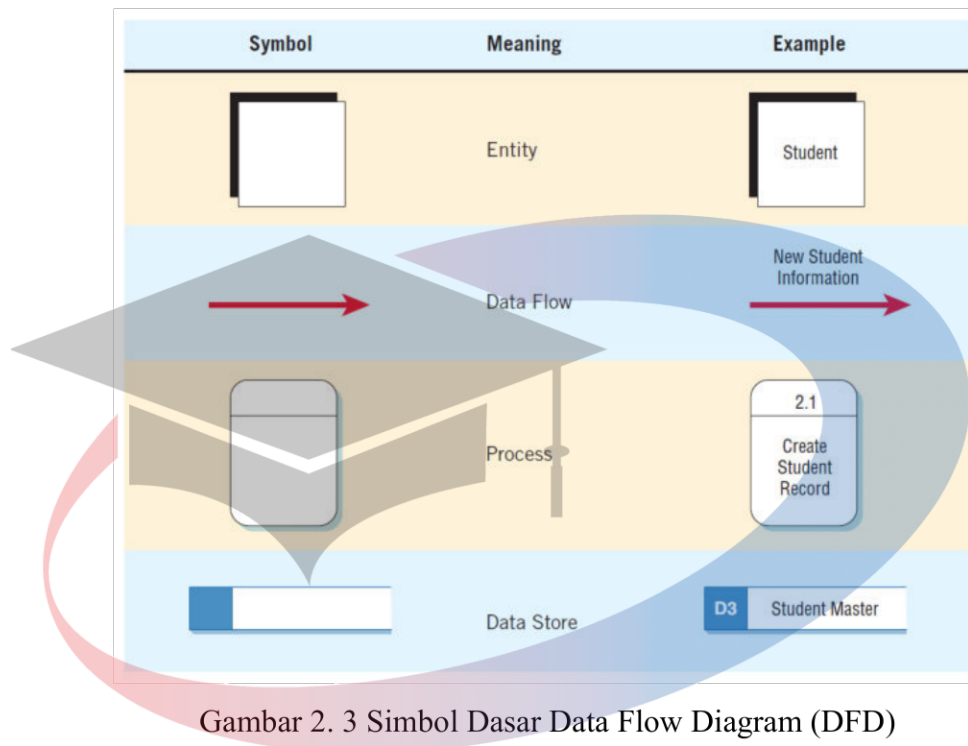 Symbol Meaning Example
Entity
Student
New Student
Information
Data Flow
2.1
Create
Student
Record
Process
Data Store
D3 Student Master
Gambar 2. 3 Simbol Dasar Data Flow Diagram (DFD)